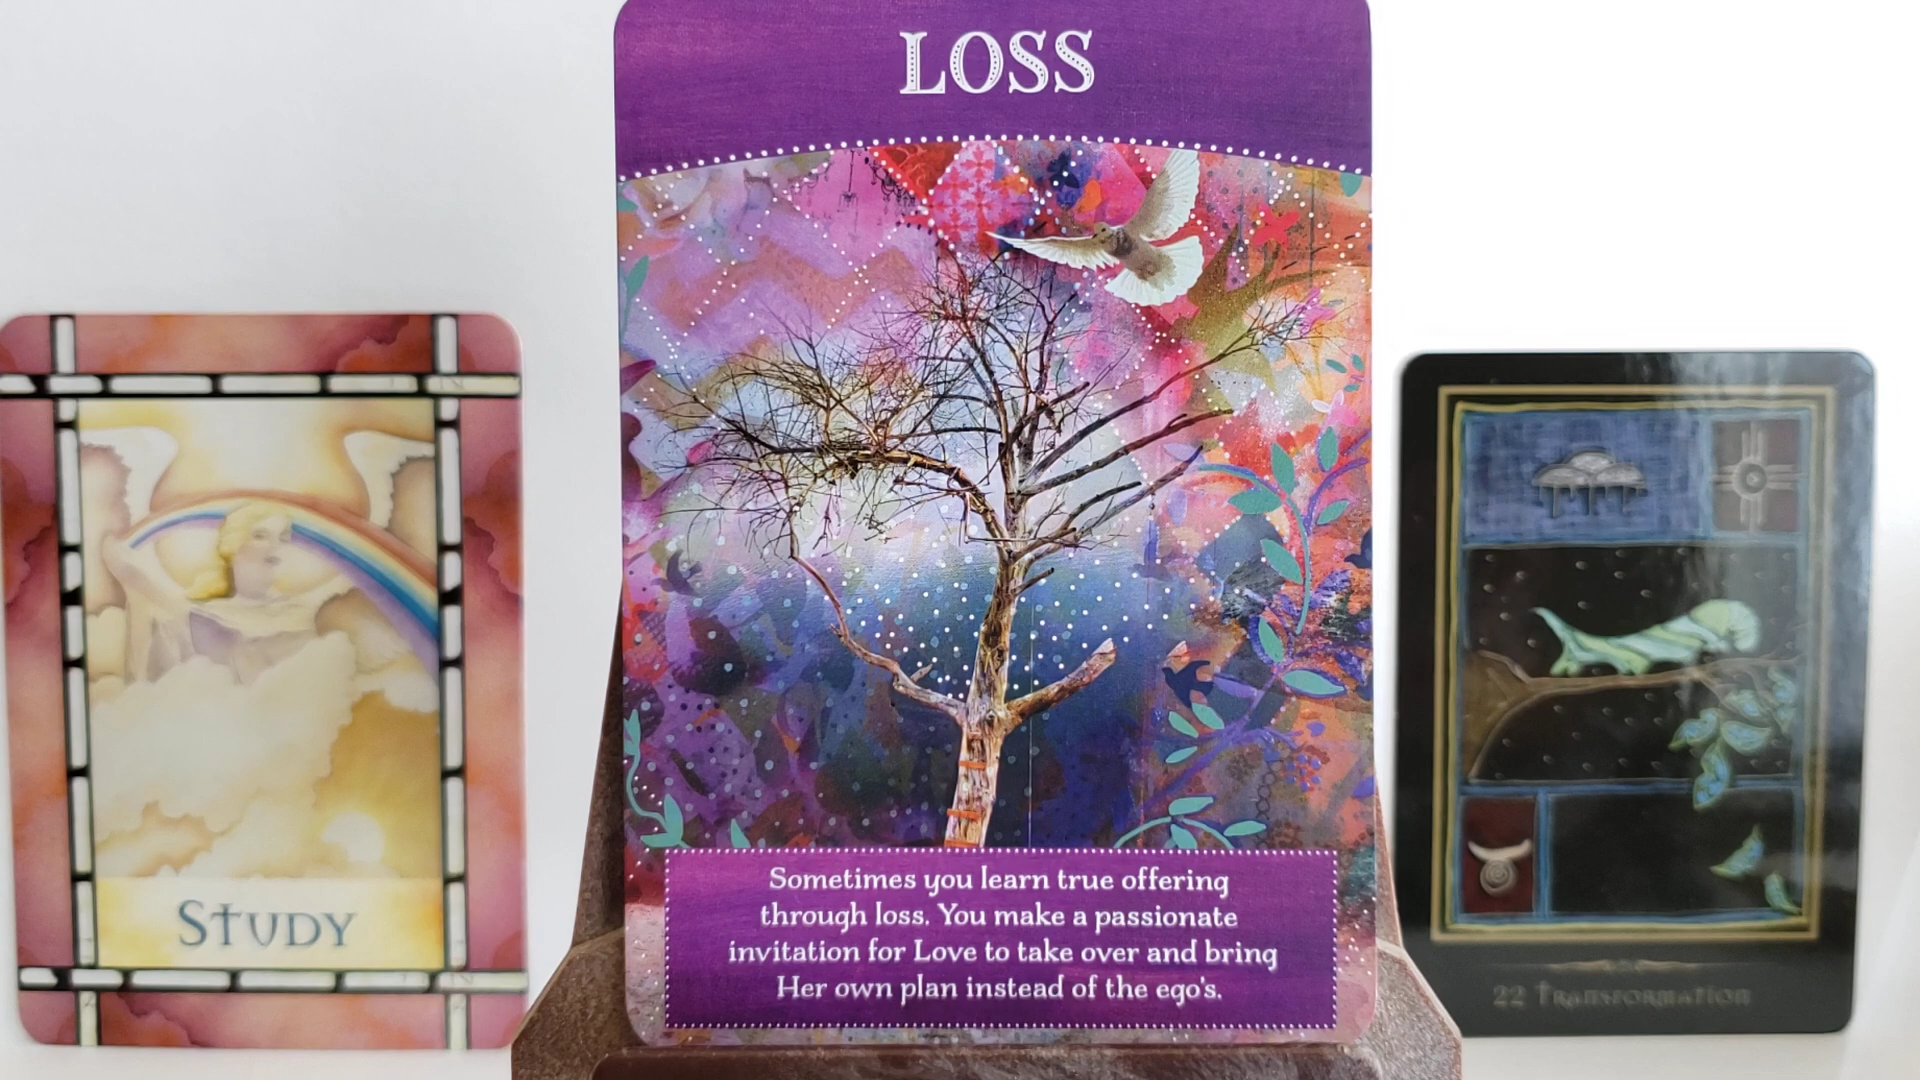 LOSS
Sometimes you learn true offering
through loss. You make a passionate
invitation for Love to take over and bring
Her own plan instead of the ego's.
STUDY
22 TRANSFORMATION